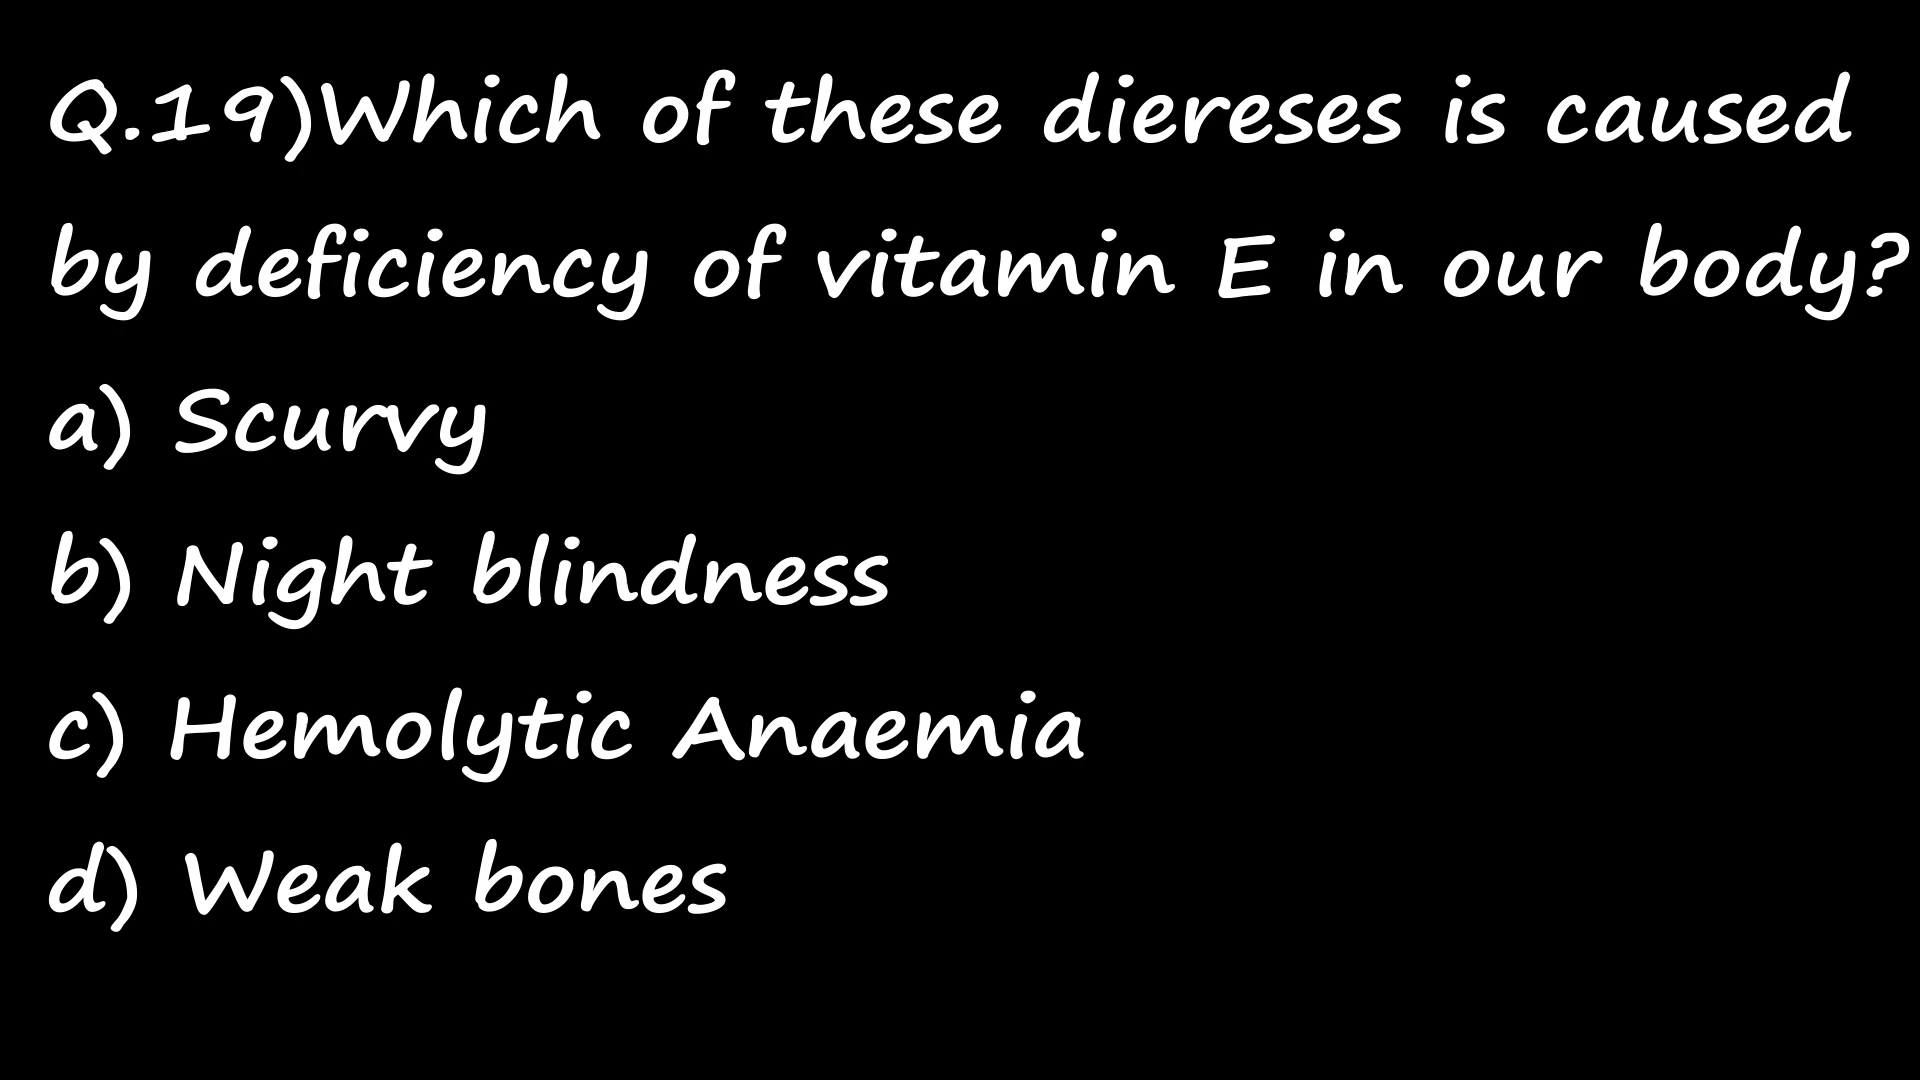 Q.19)Which of these diereses is caused
by deficiency of vitamin E in our body?
a) Scurvy
b) Night blindness
c) Hemolytic Anaemia
d) Weak bones